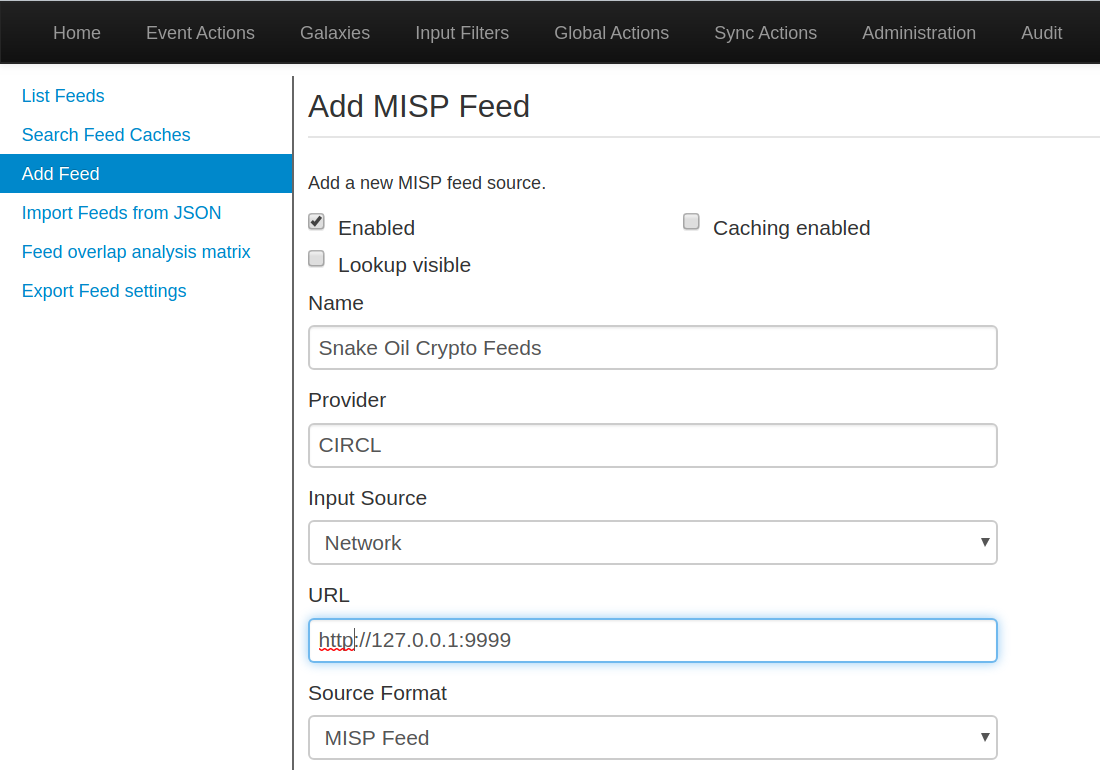 Home Event Actions Galaxies Input Filters Global Actions Sync Actions Administration Audit
List Feeds
Search Feed Caches
Add Feed
Import Feeds from JSON
Feed overlap analysis matrix
Export Feed settings
Add MISP Feed
Add a new MISP feed source.
Enabled Caching enabled
Lookup visible
Name
Snake Oil Crypto Feeds
Provider
CIRCL
Input Source
Network
URL
http://127.0.0.1:9999
Source Format
MISP Feed